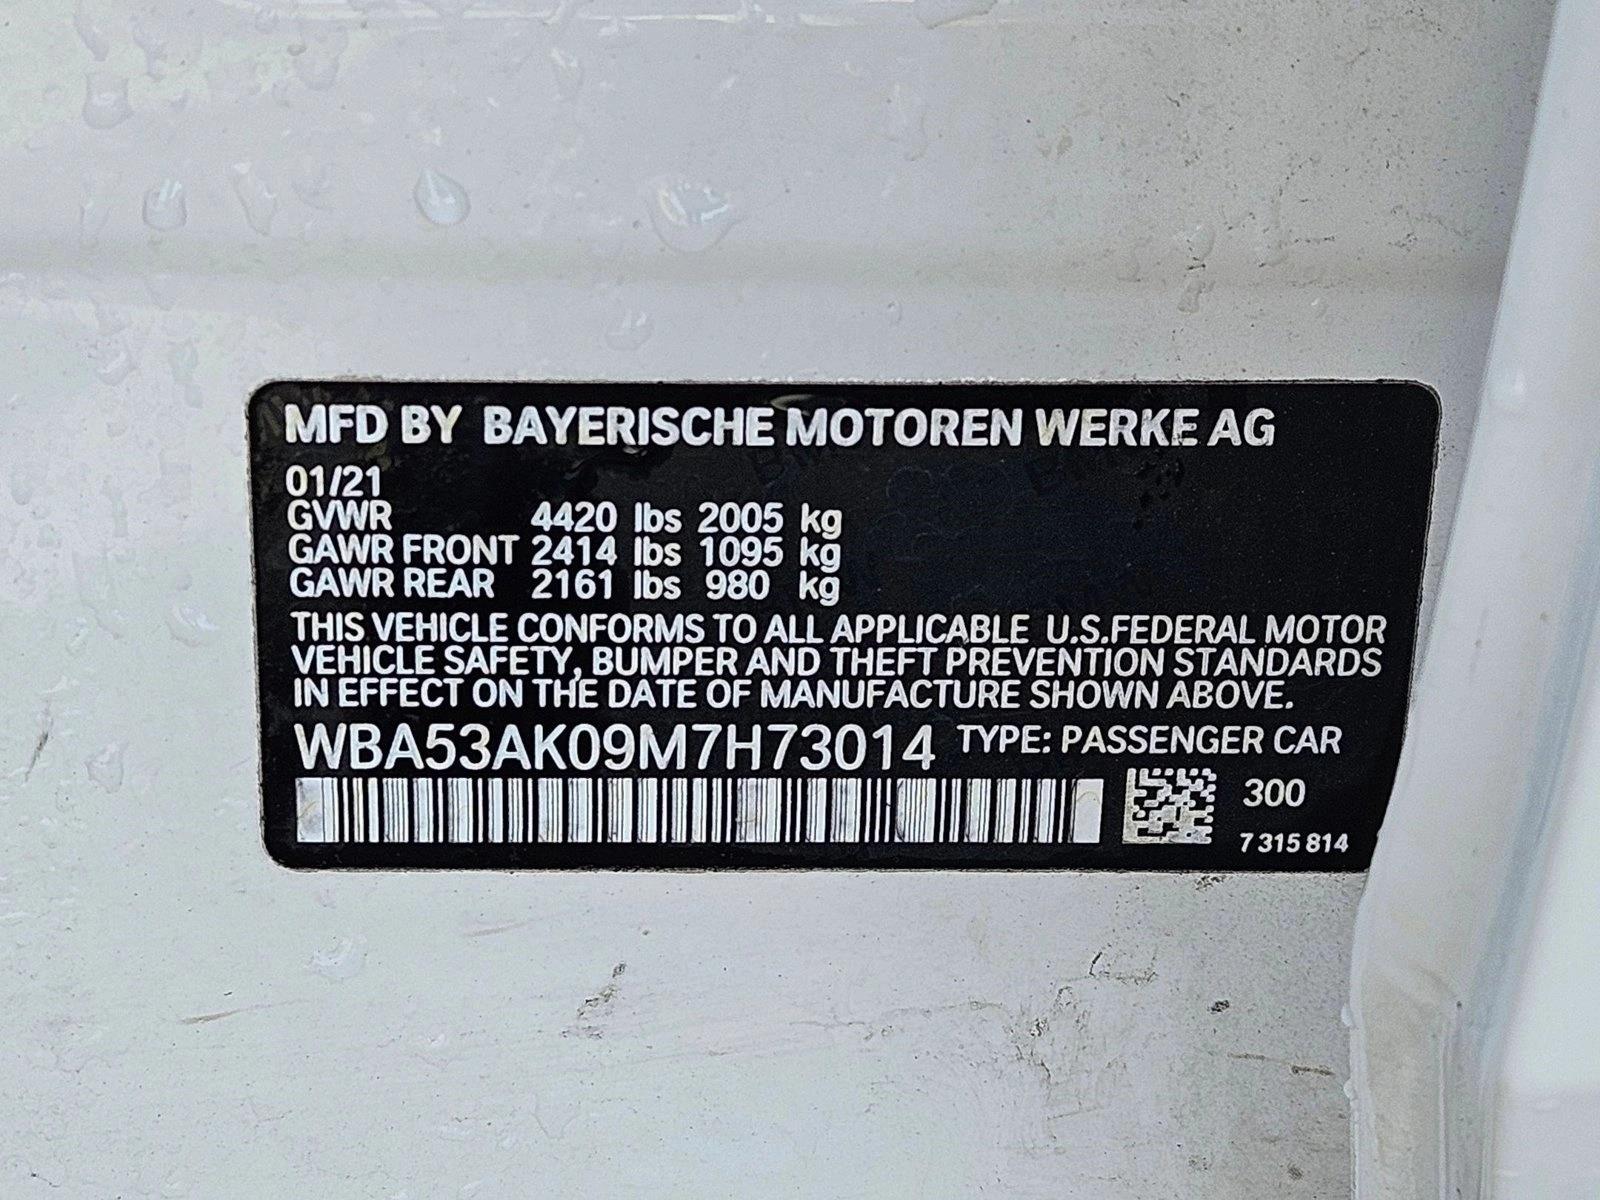 MFD BY BAYERISCHE MOTOREN WERKE AG
01/21
GVWR 4420 lbs 2005 kg
GAWR FRONT 2414 lbs 1095 kg
GAWR REAR 2161 lbs 980 kg
THIS VEHICLE CONFORMS TO ALL APPLICABLE U.S.FEDERAL MOTOR
VEHICLE SAFETY, BUMPER AND THEFT PREVENTION STANDARDS
IN EFFECT ON THE DATE OF MANUFACTURE SHOWN ABOVE.
WBA53AK09M7H73014 TYPE: PASSENGER CAR
300
7 315 814